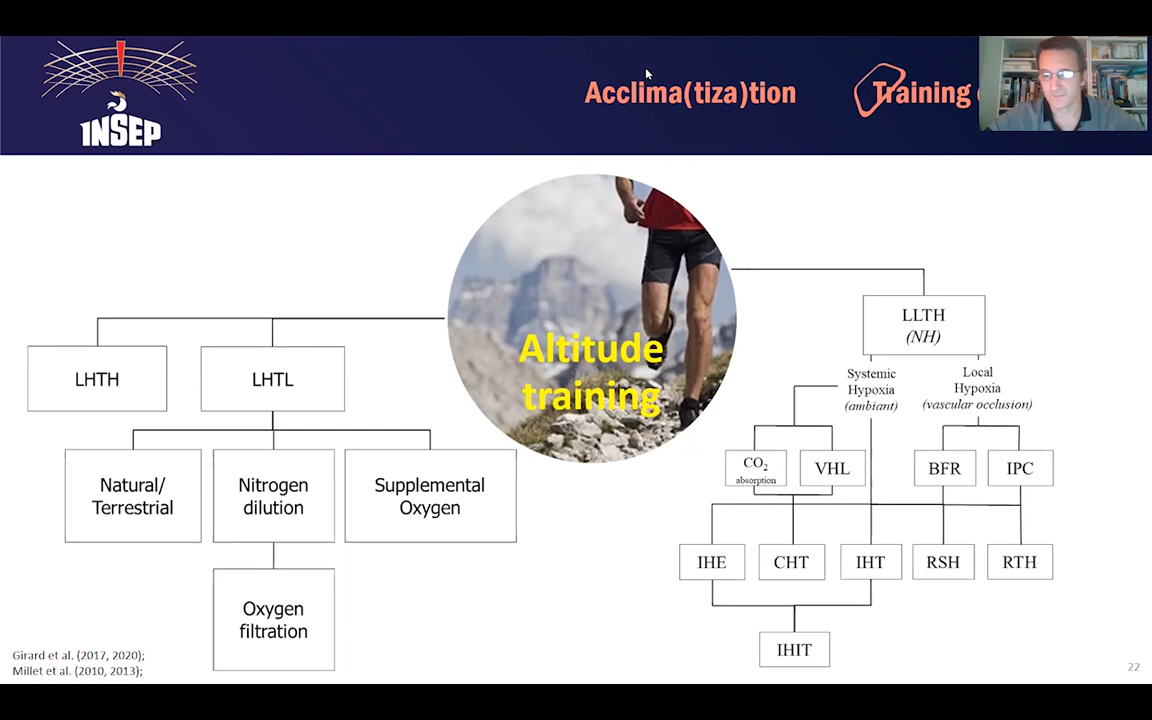 INSEP
Acclima(tiza)tion
Training
Altitude
training
LHTH
LHTL
Natural/
Terrestrial
Nitrogen
dilution
Supplemental
Oxygen
Oxygen
filtration
LLTH
(NH)
Systemic
Hypoxia
(ambiant)
Local
Hypoxia
(vascular occlusion)
CO₂
absorption
VHL
BFR
IPC
IHE
CHT
IHT
RSH
RTH
IHIT
Girard et al. (2017, 2020);
Millet et al. (2010, 2013);
22